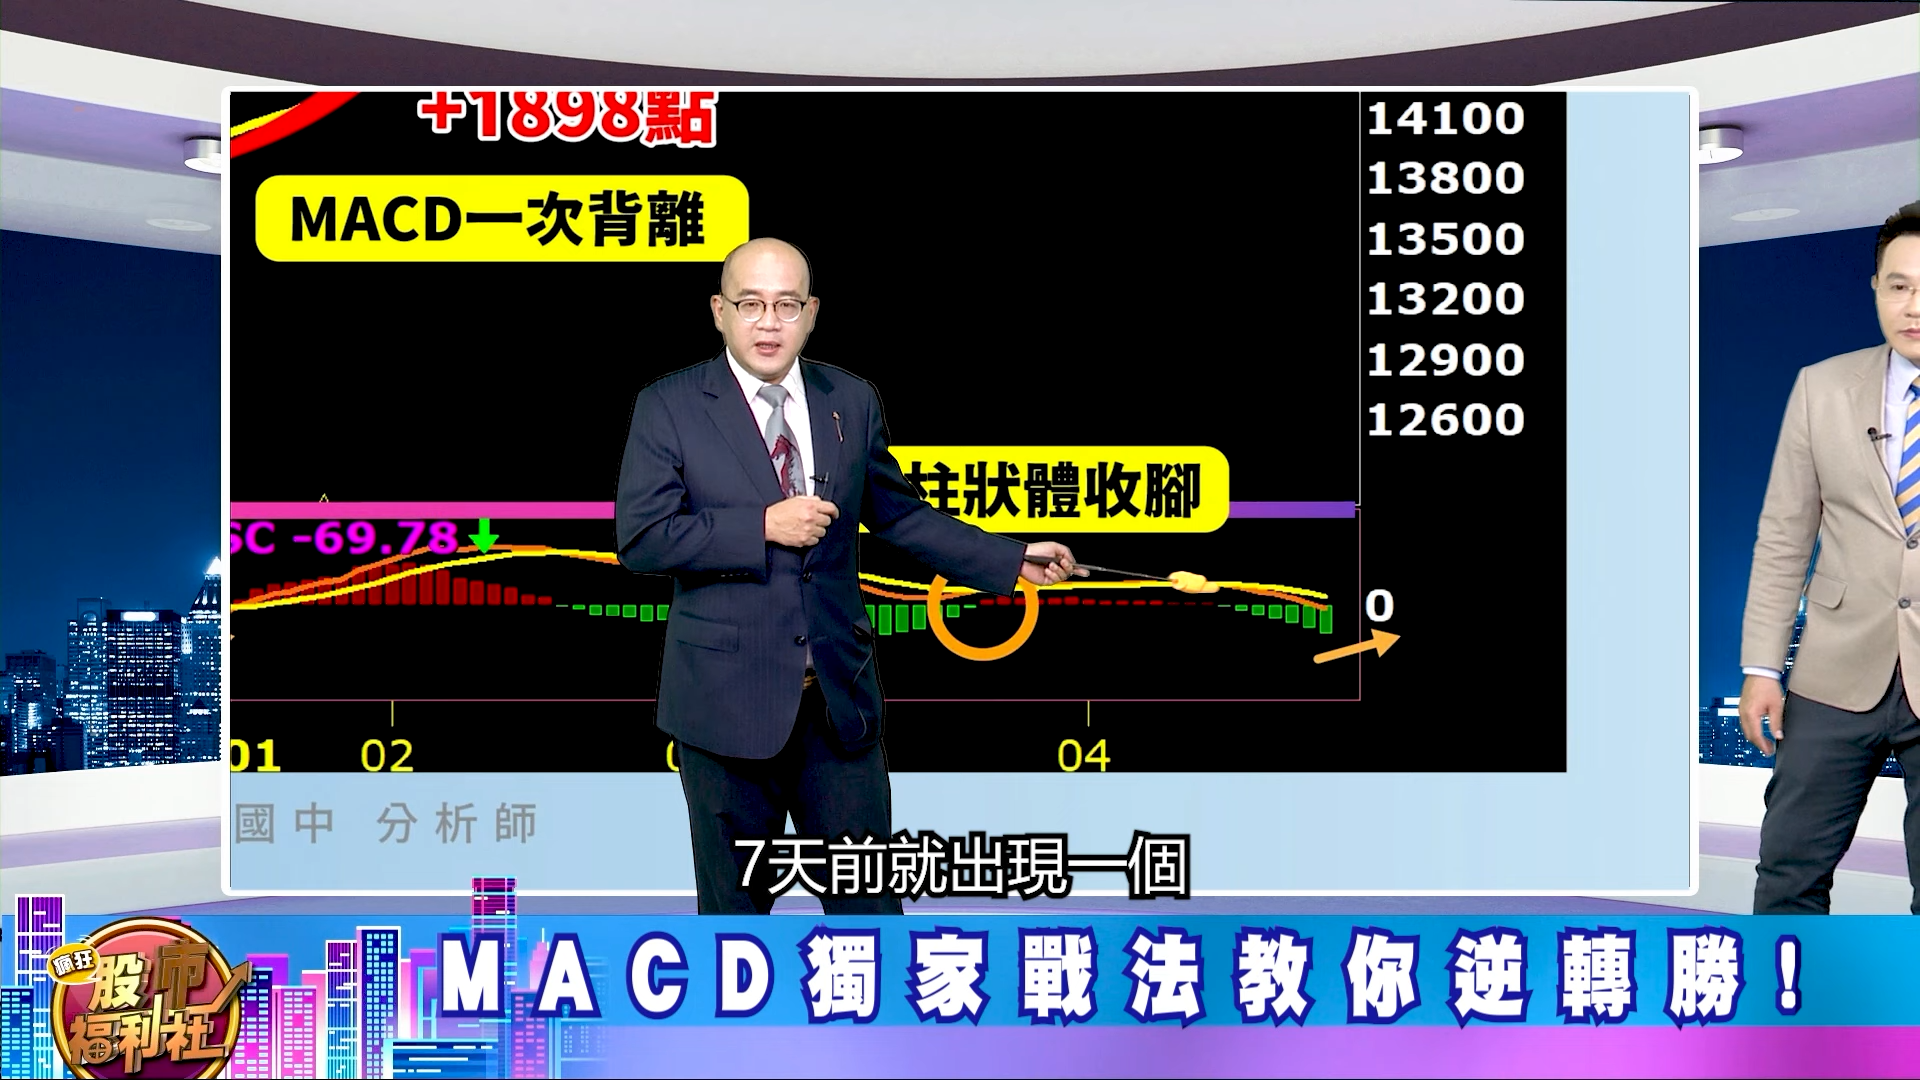 +1898點
MACD一次背離
14100
13800
13500
13200
12900
12600
柱狀體收腳
SC -69.78
0
01
02
04
國中 分析師
7天前就出現一個
瘋狂
股市
福利社
MACD獨家戰法教你逆轉勝！